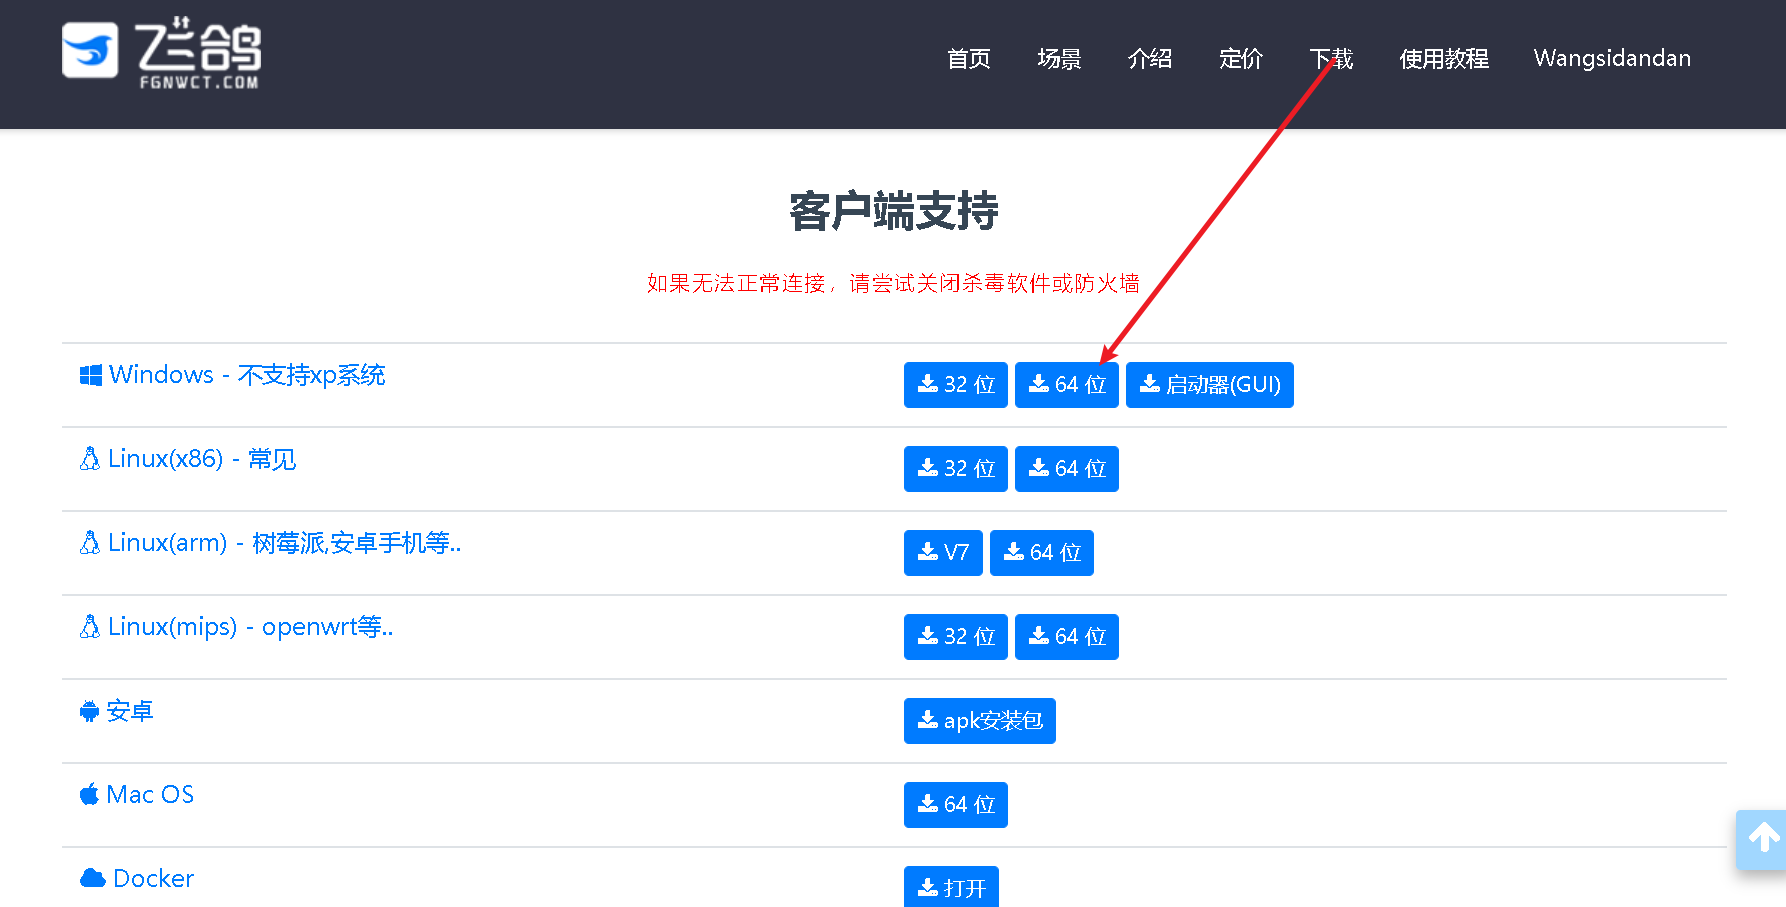 飞鸽
FGNWCT.COM
首页 场景 介绍 定价 下载 使用教程 Wangsidandan
客户端支持
如果无法正常连接，请尝试关闭杀毒软件或防火墙
Windows - 不支持xp系统 32 位 64 位 启动器(GUI)
Linux(x86) - 常见 32 位 64 位
Linux(arm) - 树莓派,安卓手机等.. V7 64 位
Linux(mips) - openwrt等.. 32 位 64 位
安卓 apk安装包
Mac OS 64 位
Docker 打开